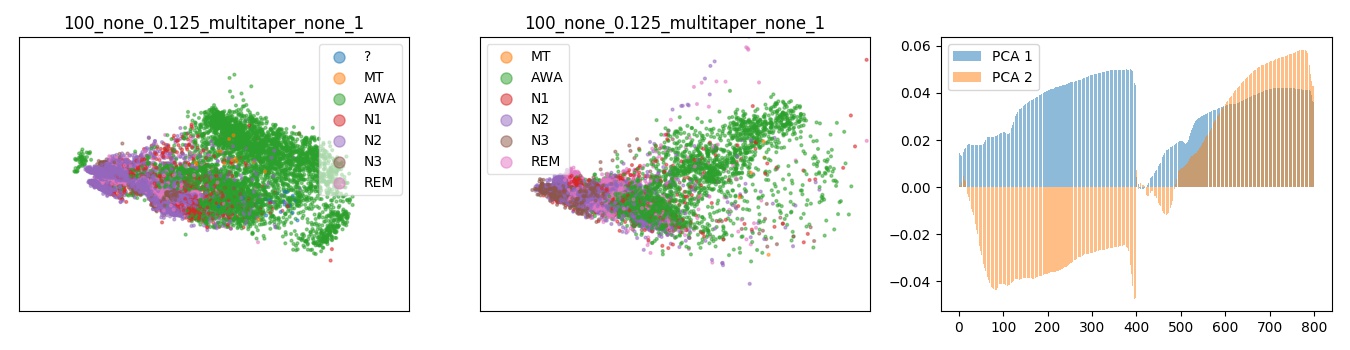 100_none_0.125_multitaper_none_1
?
MT
AWA
N1
N2
N3
REM
100_none_0.125_multitaper_none_1
MT
AWA
N1
N2
N3
REM
PCA 1
PCA 2
0.06
0.04
0.02
0.00
−0.02
−0.04
0 100 200 300 400 500 600 700 800